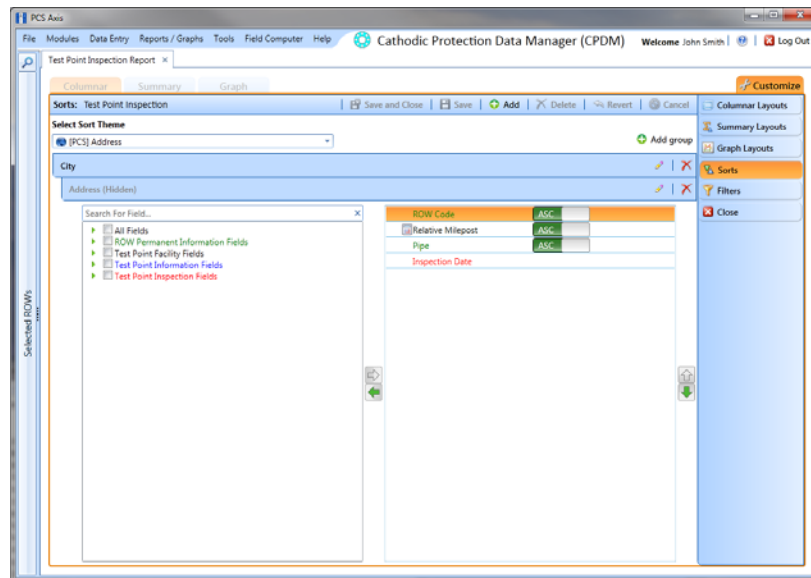 PCS Axis
File Modules Data Entry Reports / Graphs Tools Field Computer Help Cathodic Protection Data Manager (CPDM) Welcome John Smith | | Log Out
Test Point Inspection Report ×
Columnar Summary Graph Customize
Sorts: Test Point Inspection | Save and Close | Save | Add | Delete | Revert | Cancel
Select Sort Theme
[PCS] Address
Add group
City
Address (Hidden)
Search For Field... X
All Fields
ROW Permanent Information Fields
Test Point Facility Fields
Test Point Information Fields
Test Point Inspection Fields
ROW Code ASC
Relative Milepost ASC
Pipe ASC
Inspection Date
Columnar Layouts
Summary Layouts
Graph Layouts
Sorts
Filters
Close
Selected ROWs